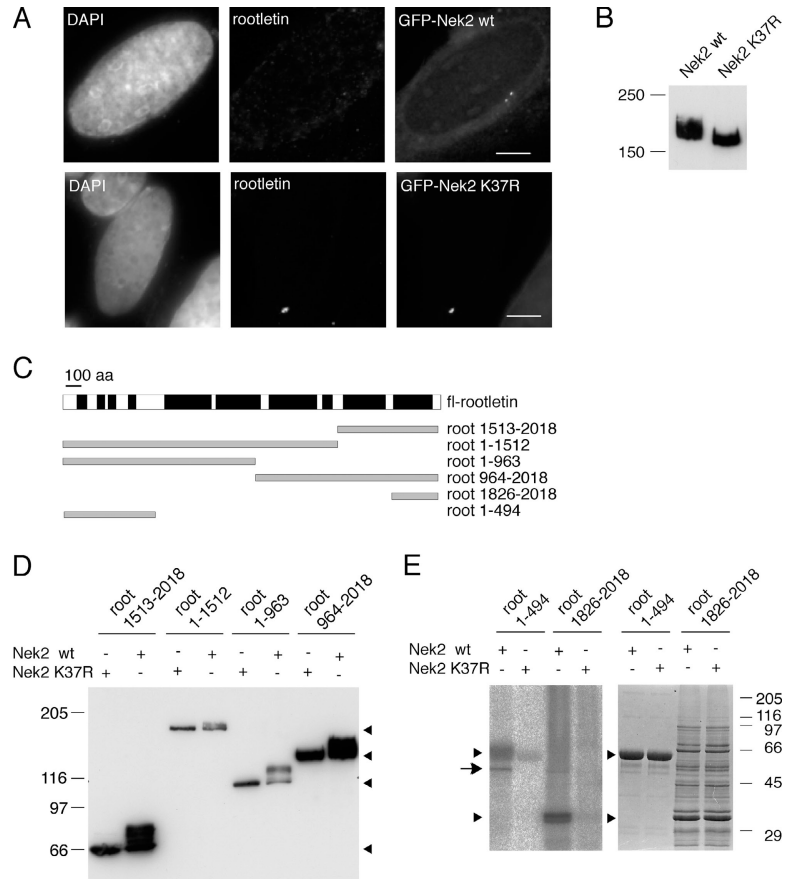 A
DAPI
rootletin
GFP-Nek2 wt
DAPI
rootletin
GFP-Nek2 K37R
B
Nek2 wt
Nek2 K37R
250
150
C
100 aa
fl-rootletin
root 1513-2018
root 1-1512
root 1-963
root 964-2018
root 1826-2018
root 1-494
D
root 1513-2018
root 1-1512
root 1-963
root 964-2018
Nek2 wt - + - + - + - +
Nek2 K37R + - + - + - + -
205
116
97
66
E
root 1-494
root 1826-2018
root 1-494
root 1826-2018
Nek2 wt + - + - + - + -
Nek2 K37R - + - + - + - +
205
116
97
66
45
29